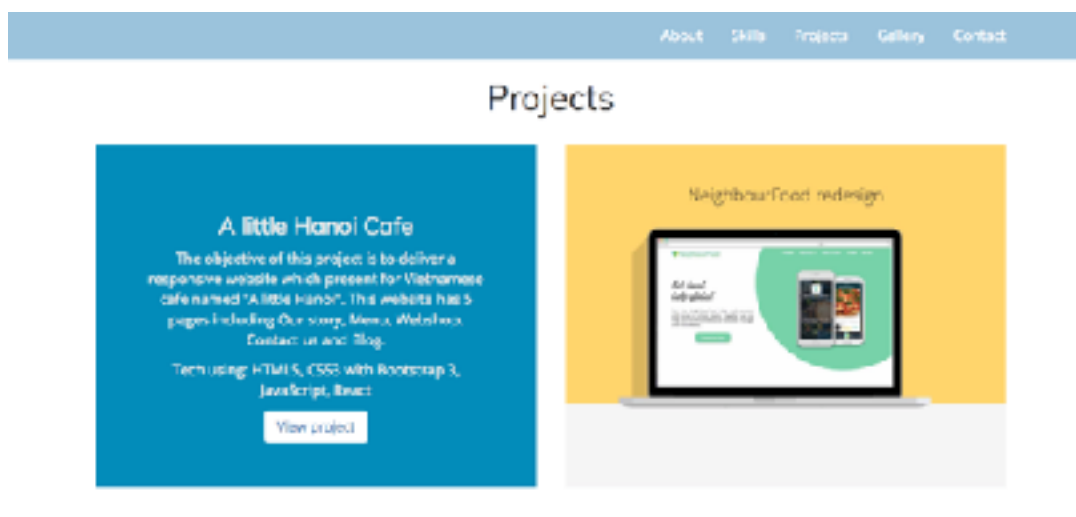 About Skills Projects Gallery Contact
Projects
A little Hanoi Cafe
The objective of this project is to deliver a
responsive website which present for Vietnamese
cafe named "A little Hanoi". This website has 5
pages including Our story, Menu, Webshop,
Contact us and Blog.
Tech using: HTML5, CSS3 with Bootstrap 3,
JavaScript, React
View project
NeighbourFood redesign